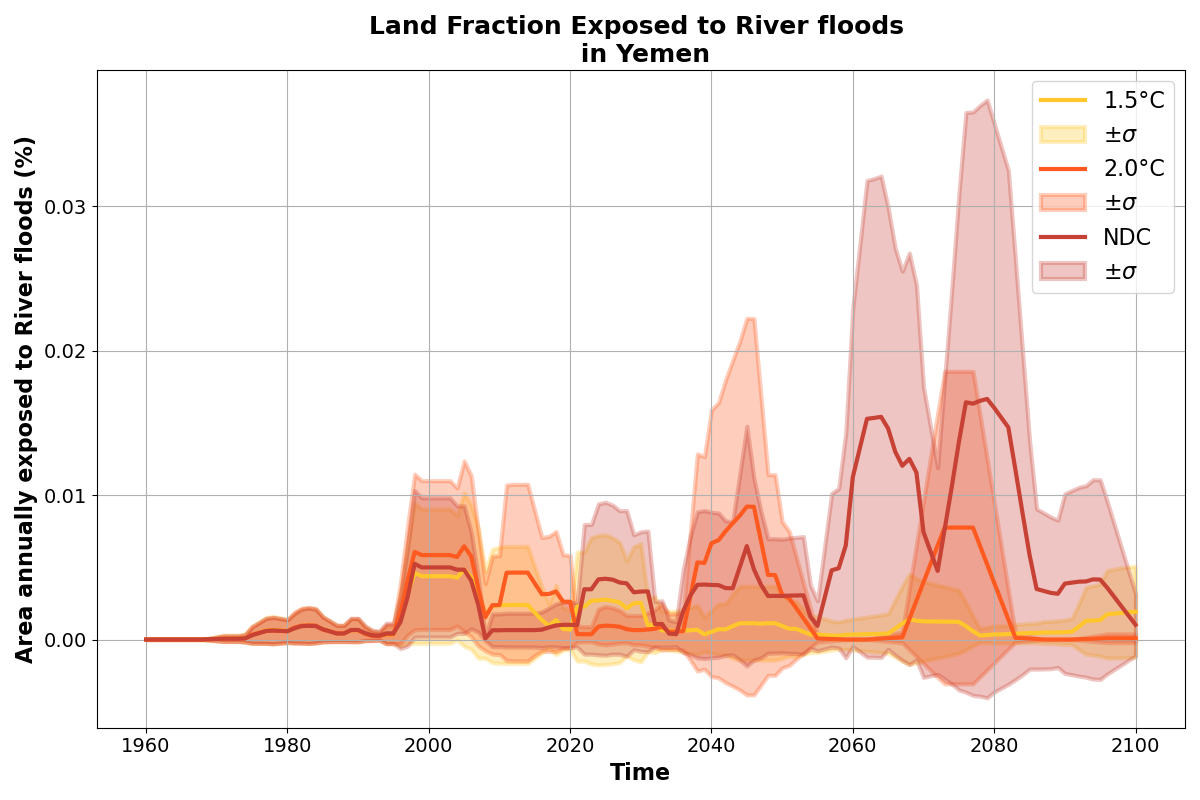 Land Fraction Exposed to River floods
in Yemen
Area annually exposed to River floods (%)
0.03
0.02
0.01
0.00
1960
1980
2000
2020
2040
2060
2080
2100
Time
1.5°C
±σ
2.0°C
±σ
NDC
±σ